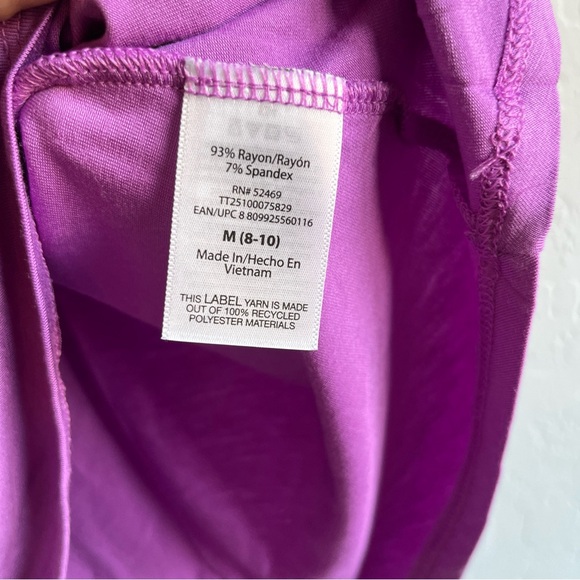 93% Rayon/Rayón
7% Spandex
RN# 52469
TT25100075829
EAN/UPC 8 809925560116
M (8-10)
Made In/Hecho En
Vietnam
THIS LABEL YARN IS MADE
OUT OF 100% RECYCLED
POLYESTER MATERIALS